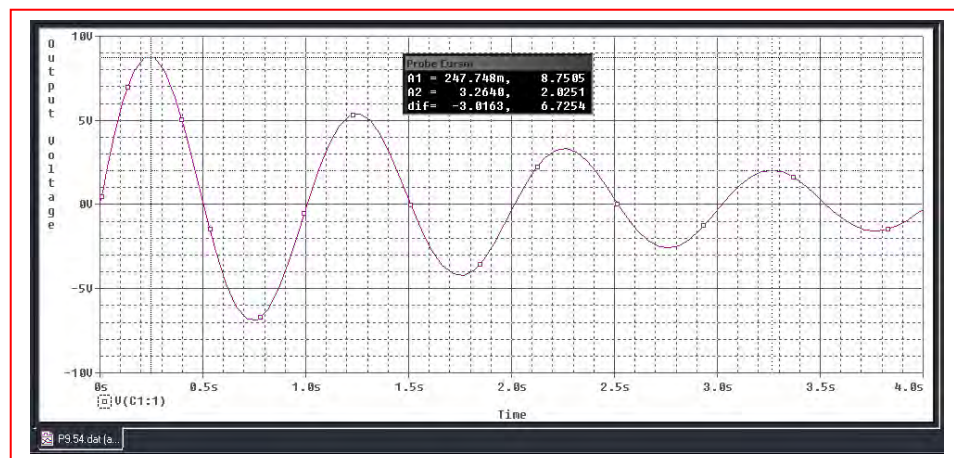 Output Voltage
10V
5V
0V
-5V
-10V
Probe Cursor
A1 = 247.748m, 8.7505
A2 = 3.2640, 2.0251
dif= -3.0163, 6.7254
0s 0.5s 1.0s 1.5s 2.0s 2.5s 3.0s 3.5s 4.0s
V(C1:1)
Time
P9.54.dat (a...